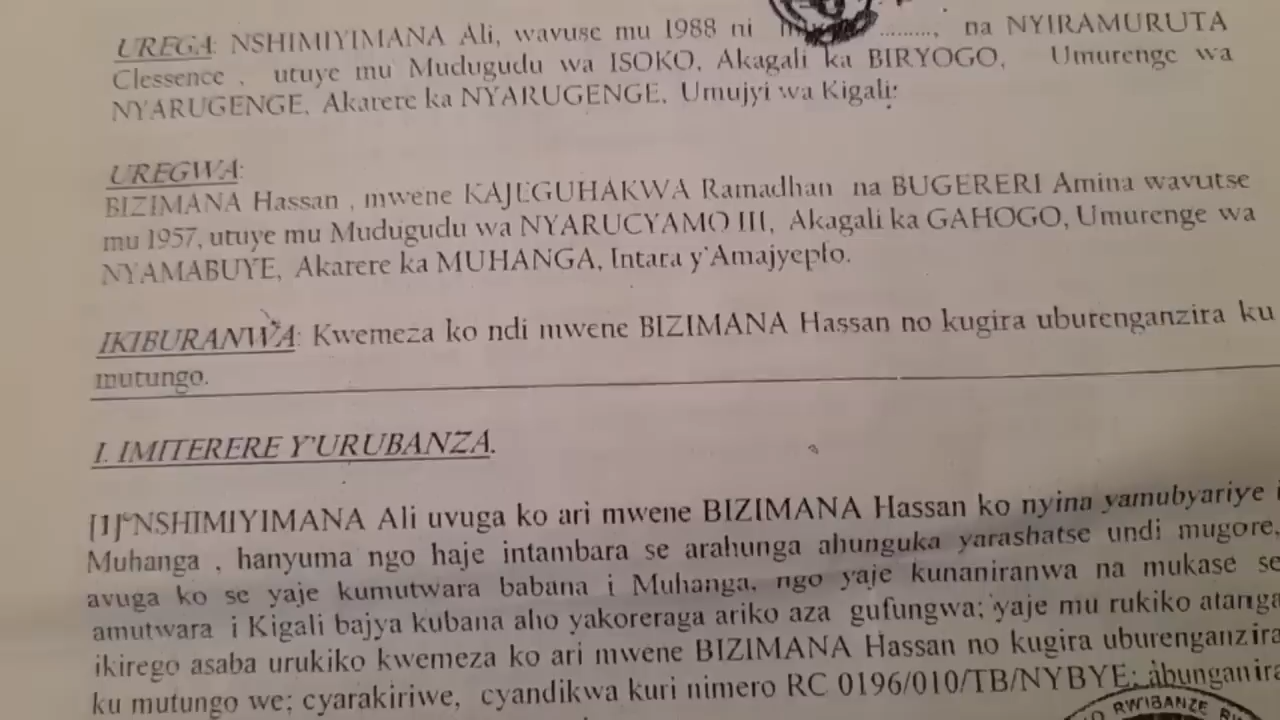 UREGA: NSHIMIYIMANA Ali, wavuse mu 1988 ni .........., na NYIRAMURUTA
Clessence , utuye mu Mudugudu wa ISOKO, Akagali ka BIRYOGO, Umurenge wa
NYARUGENGE, Akarere ka NYARUGENGE, Umujyi wa Kigali;
UREGWA:
BIZIMANA Hassan , mwene KAJEGUHAKWA Ramadhan na BUGERERI Amina wavutse
mu 1957, utuye mu Mudugudu wa NYARUCYAMO III, Akagali ka GAHOGO, Umurenge wa
NYAMABUYE, Akarere ka MUHANGA, Intara y'Amajyepfo.
IKIBURANWA: Kwemeza ko ndi mwene BIZIMANA Hassan no kugira uburenganzira ku
mutungo.
I. IMITERERE Y'URUBANZA.
[1] NSHIMIYIMANA Ali uvuga ko ari mwene BIZIMANA Hassan ko nyina yamubyariye i
Muhanga , hanyuma ngo haje intambara se arahunga ahunguka yarashatse undi mugore,
avuga ko se yaje kumutwara babana i Muhanga, ngo yaje kunaniranwa na mukase se
amutwara i Kigali bajya kubana aho yakoreraga ariko aza gufungwa; yaje mu rukiko atanga
ikirego asaba urukiko kwemeza ko ari mwene BIZIMANA Hassan no kugira uburenganzira
ku mutungo we; cyarakiriwe, cyandikwa kuri nimero RC 0196/010/TB/NYBYE; abunganira
RWIBANZE